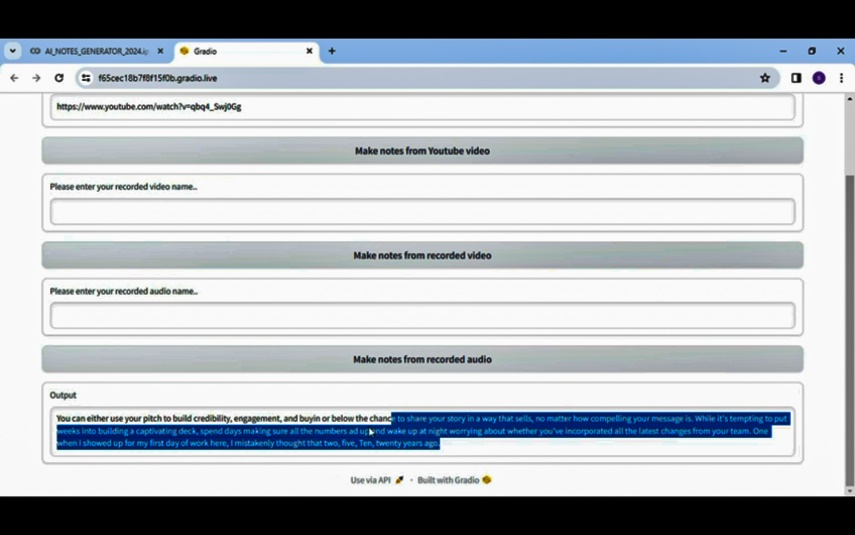 AI_NOTES_GENERATOR_2024.ip
Gradio
f65cec18b7f8f15f0b.gradio.live
https://www.youtube.com/watch?v=qbq4_Swj0Gg
Make notes from Youtube video
Please enter your recorded video name..
Make notes from recorded video
Please enter your recorded audio name..
Make notes from recorded audio
Output
You can either use your pitch to build credibility, engagement, and buyin or below the chance to share your story in a way that sells, no matter how compelling your message is. While it's tempting to put
weeks into building a captivating deck, spend days making sure all the numbers ad up and wake up at night worrying about whether you've incorporated all the latest changes from your team. One
when I showed up for my first day of work here, I mistakenly thought that two, five, Ten, twenty years ago.
Use via API · Built with Gradio